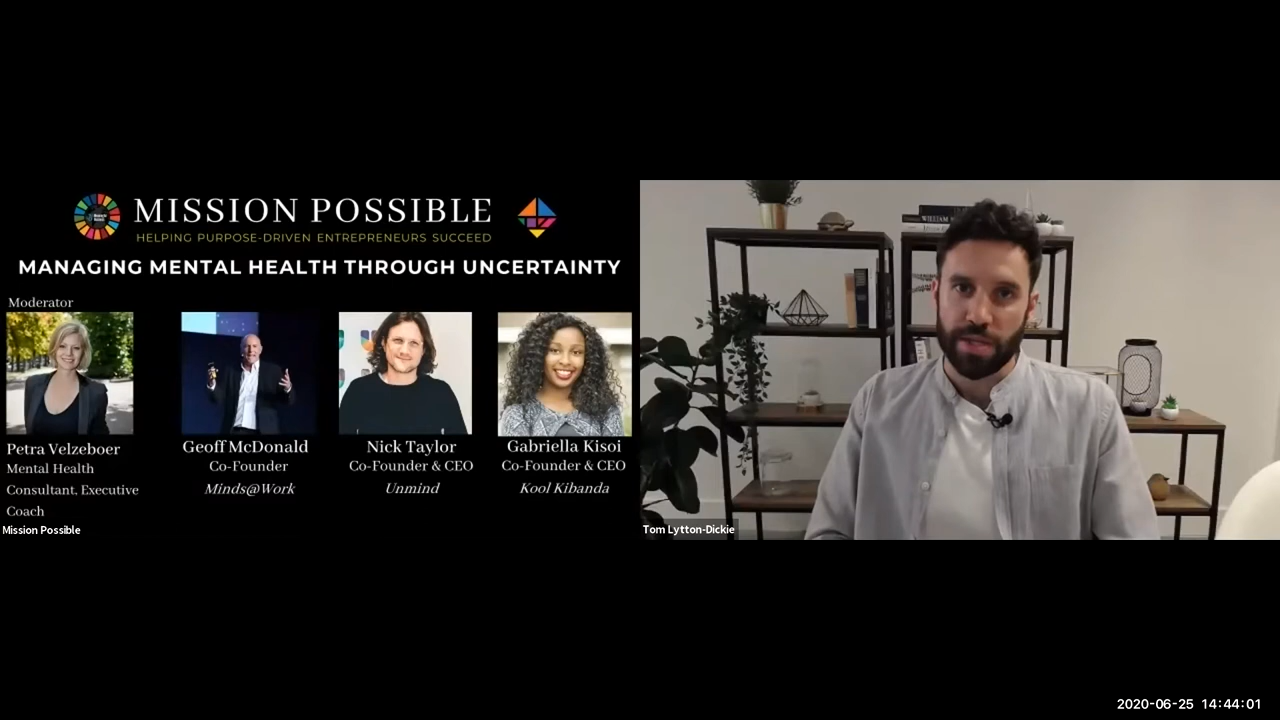 MISSION POSSIBLE
HELPING PURPOSE-DRIVEN ENTREPRENEURS SUCCEED
MANAGING MENTAL HEALTH THROUGH UNCERTAINTY
Moderator
Petra Velzeboer
Mental Health
Consultant, Executive
Coach
Geoff McDonald
Co-Founder
Minds@Work
Nick Taylor
Co-Founder & CEO
Unmind
Gabriella Kisoi
Co-Founder & CEO
Kool Kibanda
Mission Possible
WILLIAM
Tom Lytton-Dickie
2020-06-25 14:44:01